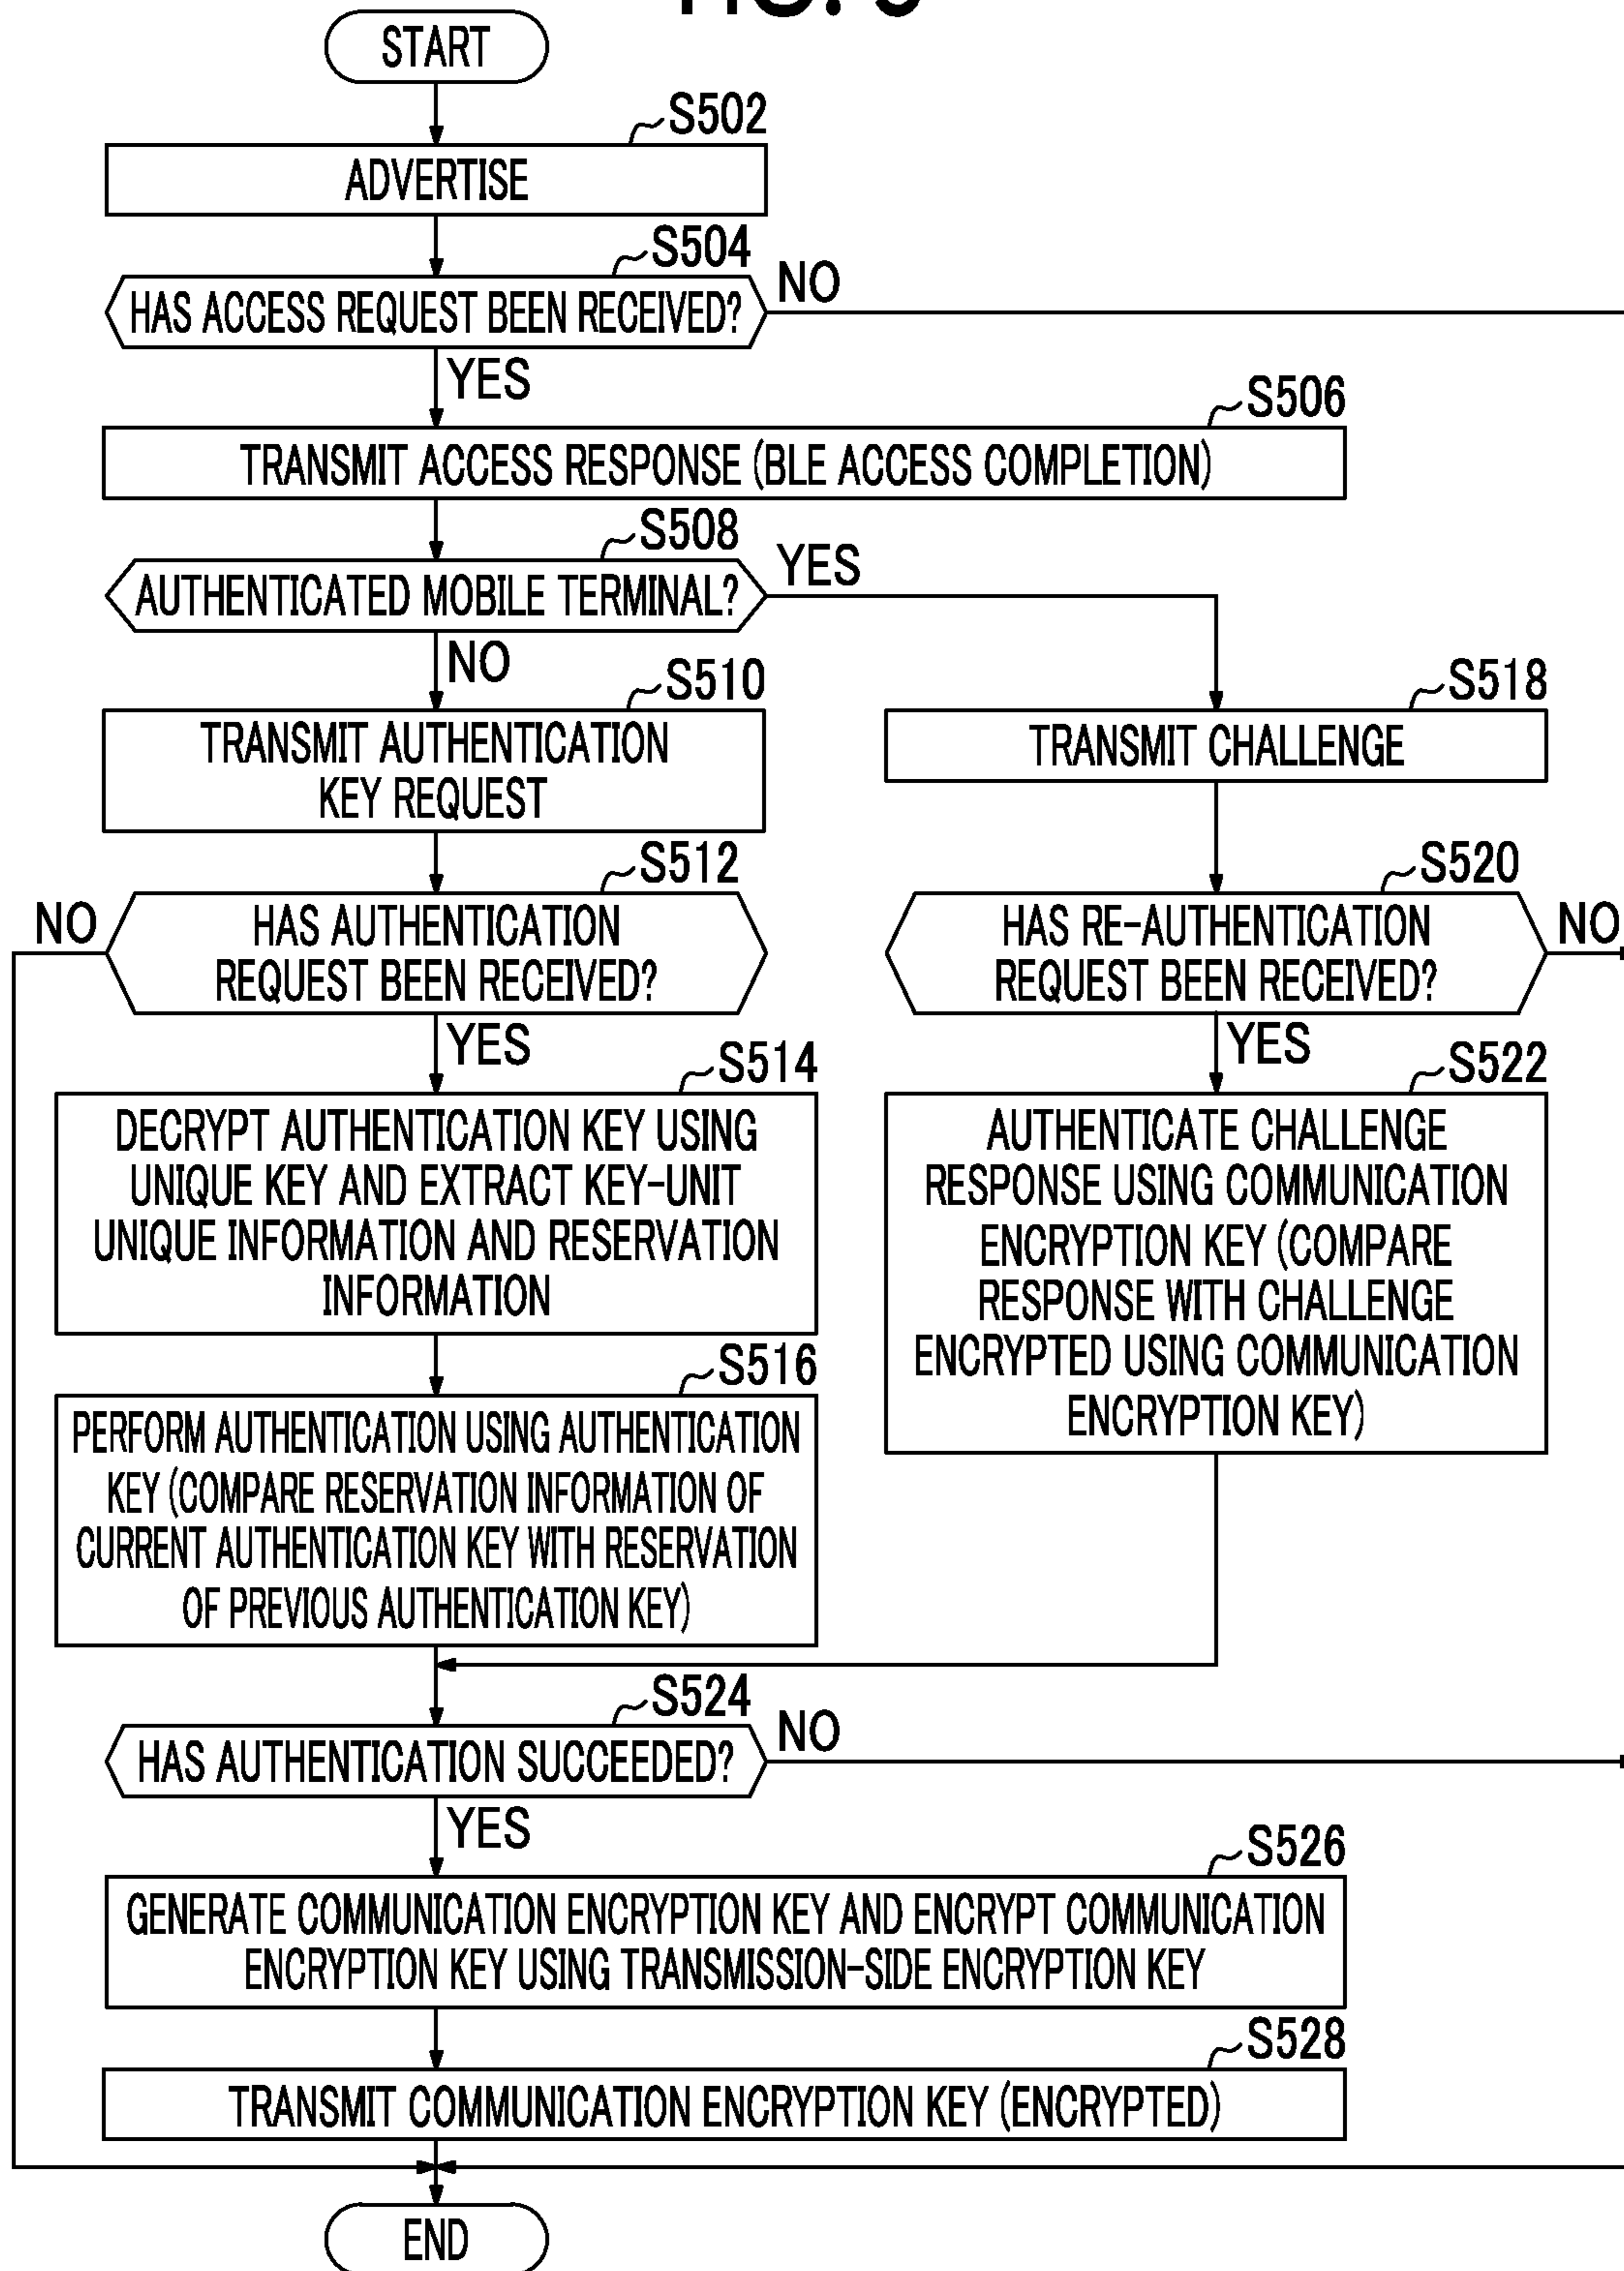 START
S502
ADVERTISE
S504
HAS ACCESS REQUEST BEEN RECEIVED?
NO
YES
S506
TRANSMIT ACCESS RESPONSE (BLE ACCESS COMPLETION)
S508
AUTHENTICATED MOBILE TERMINAL?
YES
NO
S510
TRANSMIT AUTHENTICATION
KEY REQUEST
S518
TRANSMIT CHALLENGE
S512
NO
HAS AUTHENTICATION
REQUEST BEEN RECEIVED?
YES
S520
HAS RE-AUTHENTICATION
REQUEST BEEN RECEIVED?
NO
YES
S514
DECRYPT AUTHENTICATION KEY USING
UNIQUE KEY AND EXTRACT KEY-UNIT
UNIQUE INFORMATION AND RESERVATION
INFORMATION
S522
AUTHENTICATE CHALLENGE
RESPONSE USING COMMUNICATION
ENCRYPTION KEY (COMPARE
RESPONSE WITH CHALLENGE
ENCRYPTED USING COMMUNICATION
ENCRYPTION KEY)
S516
PERFORM AUTHENTICATION USING AUTHENTICATION
KEY (COMPARE RESERVATION INFORMATION OF
CURRENT AUTHENTICATION KEY WITH RESERVATION
OF PREVIOUS AUTHENTICATION KEY)
S524
HAS AUTHENTICATION SUCCEEDED?
NO
YES
S526
GENERATE COMMUNICATION ENCRYPTION KEY AND ENCRYPT COMMUNICATION
ENCRYPTION KEY USING TRANSMISSION-SIDE ENCRYPTION KEY
S528
TRANSMIT COMMUNICATION ENCRYPTION KEY (ENCRYPTED)
END